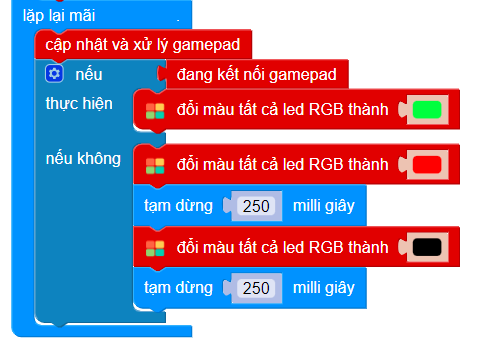 lặp lại mãi
cập nhật và xử lý gamepad
nếu đang kết nối gamepad
thực hiện đổi màu tất cả led RGB thành
nếu không đổi màu tất cả led RGB thành
tạm dừng 250 milli giây
đổi màu tất cả led RGB thành
tạm dừng 250 milli giây